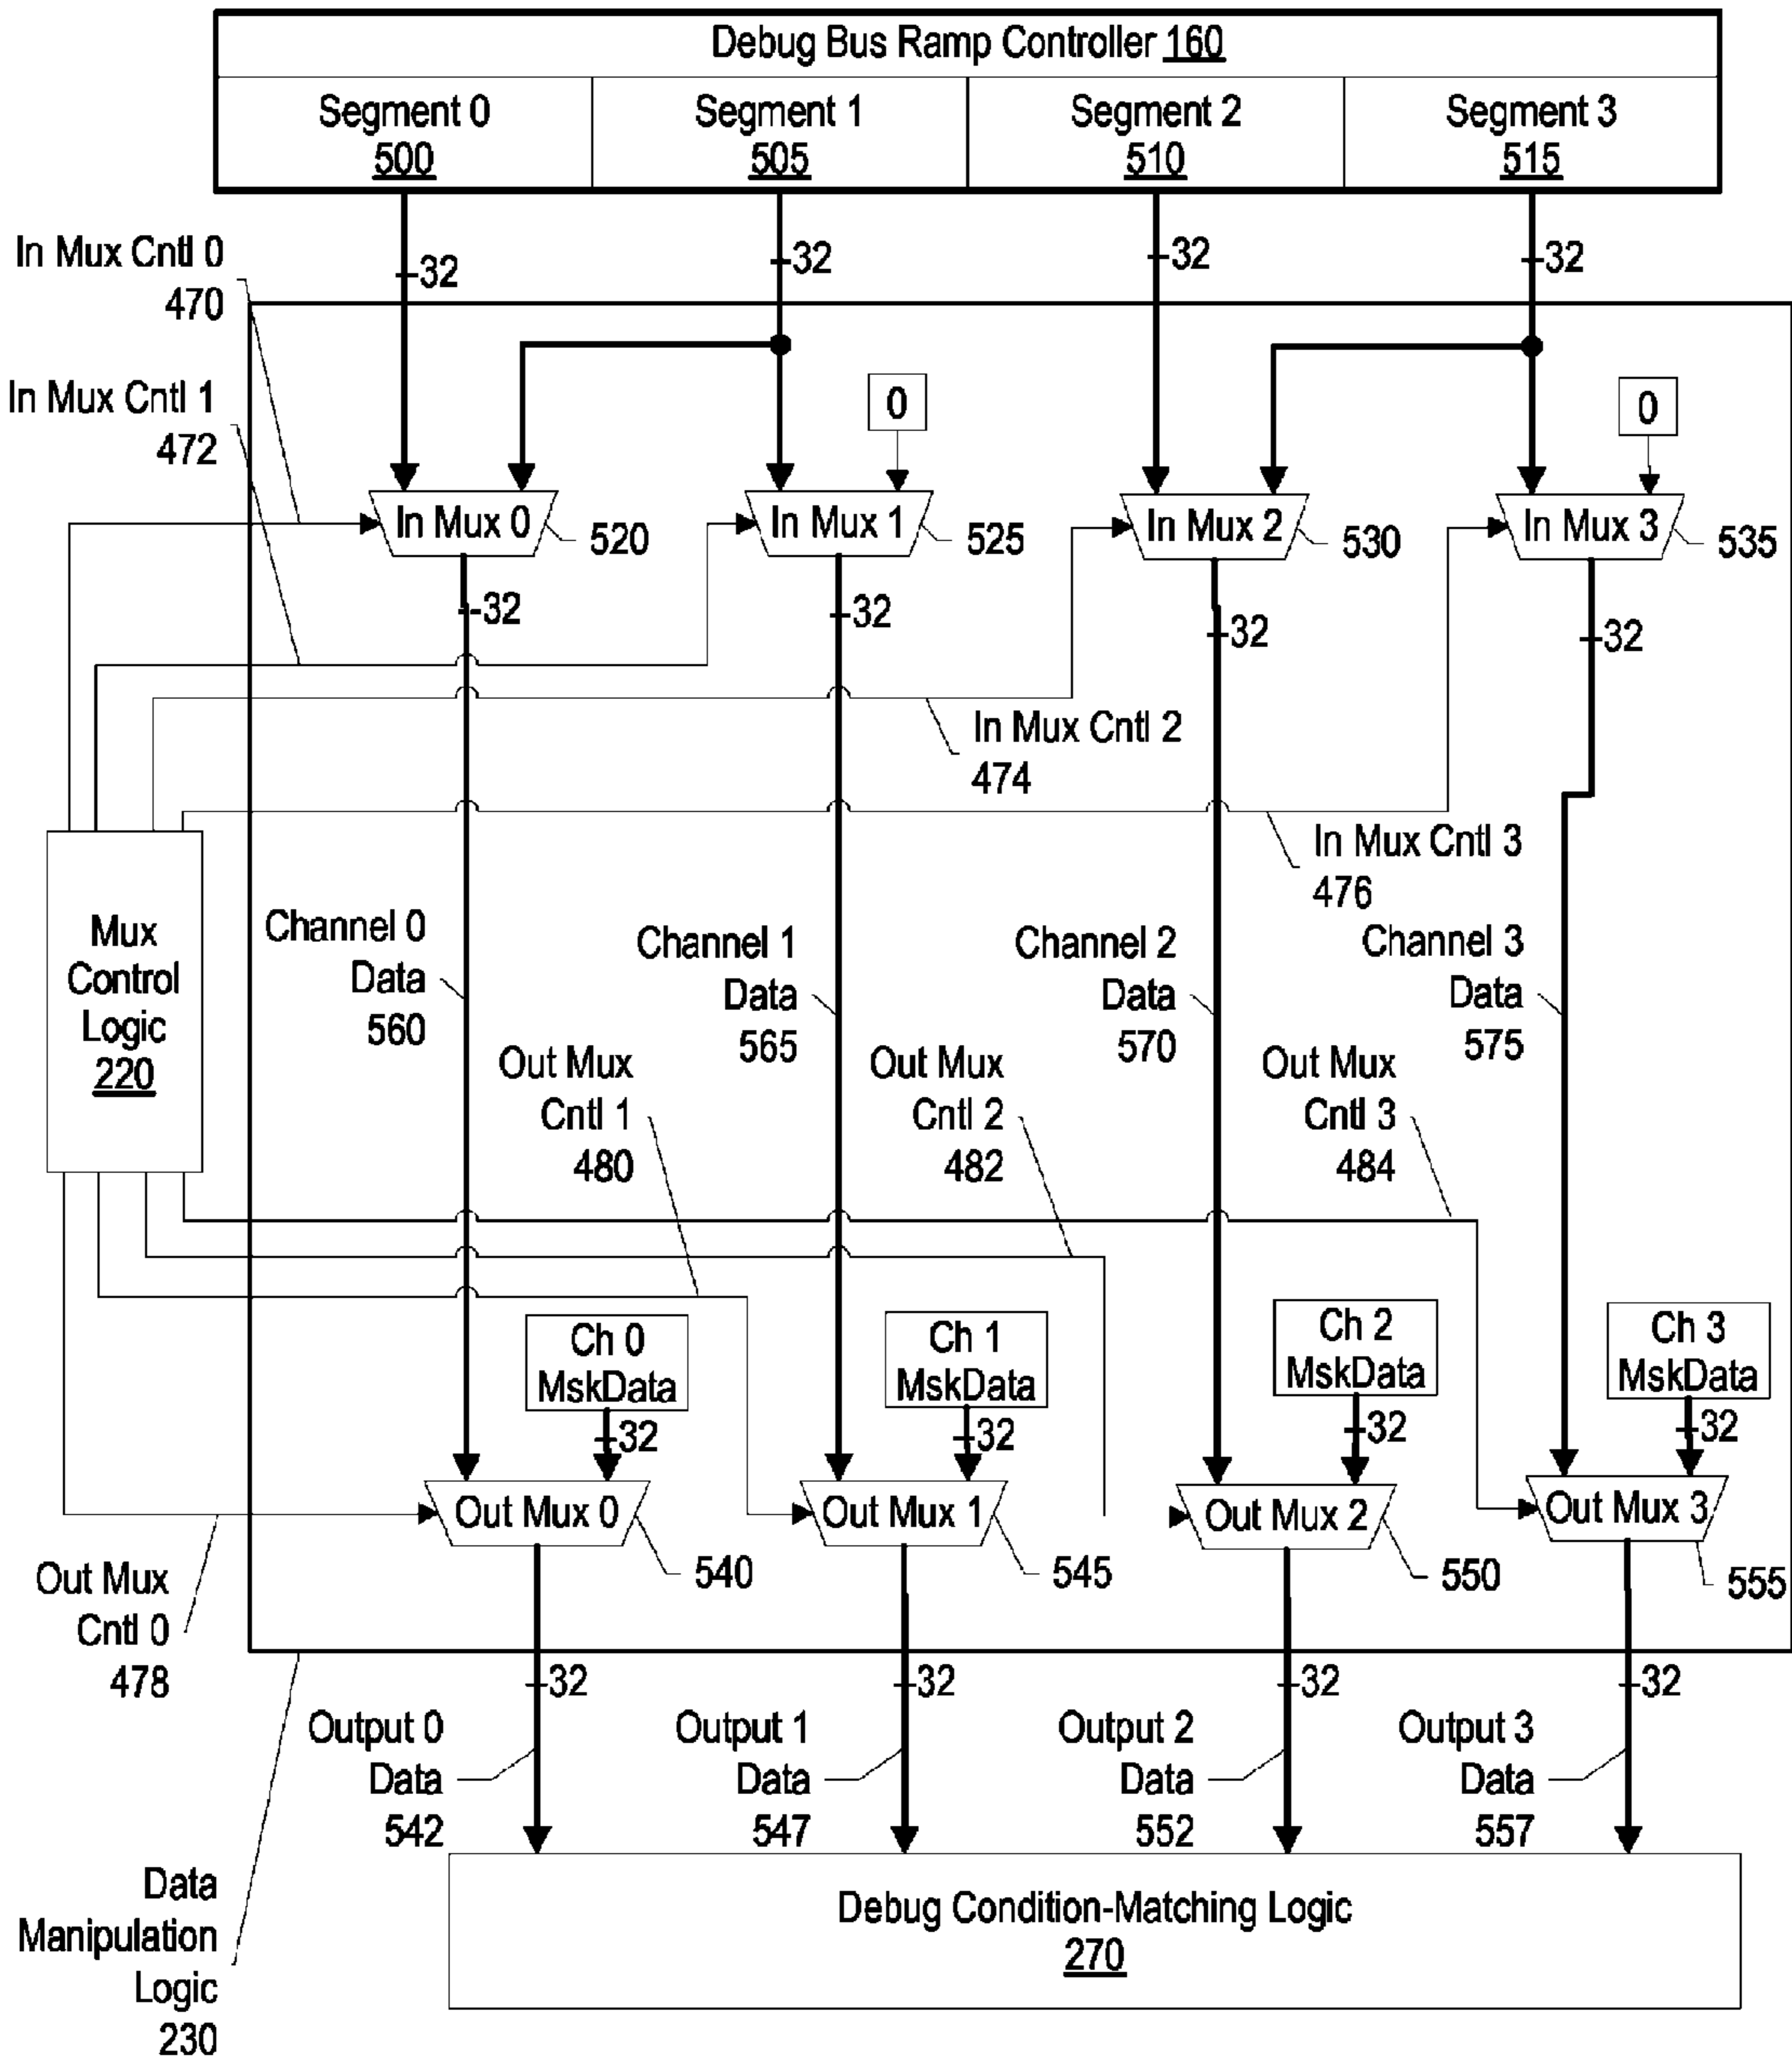 Debug Bus Ramp Controller 160
Segment 0
500
Segment 1
505
Segment 2
510
Segment 3
515
In Mux Cntl 0
470
32
32
32
32
In Mux Cntl 1
472
0
0
In Mux 0
520
In Mux 1
525
In Mux 2
530
In Mux 3
535
32
32
32
32
In Mux Cntl 2
474
In Mux Cntl 3
476
Mux
Control
Logic
220
Channel 0
Data
560
Channel 1
Data
565
Channel 2
Data
570
Channel 3
Data
575
Out Mux
Cntl 1
480
Out Mux
Cntl 2
482
Out Mux
Cntl 3
484
Ch 0
MskData
Ch 1
MskData
Ch 2
MskData
Ch 3
MskData
32
32
32
32
Out Mux 0
540
Out Mux 1
545
Out Mux 2
550
Out Mux 3
555
Out Mux
Cntl 0
478
32
32
32
32
Output 0
Data
542
Output 1
Data
547
Output 2
Data
552
Output 3
Data
557
Data
Manipulation
Logic
230
Debug Condition-Matching Logic
270